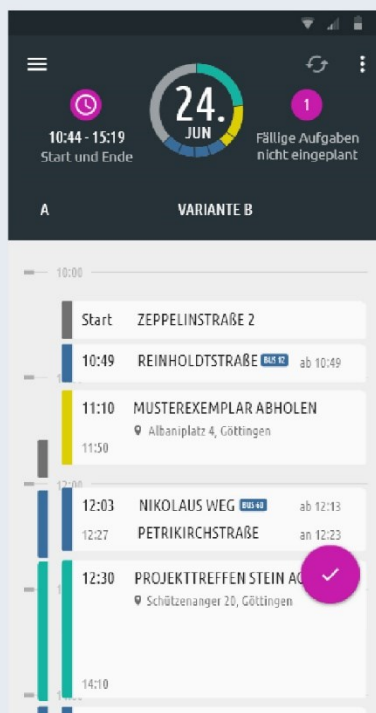 24.
JUN
1
10:44 - 15:19
Start und Ende
Fällige Aufgaben
nicht eingeplant
A
VARIANTE B
10:00
Start ZEPPELINSTRAßE 2
10:49 REINHOLDTSTRAßE BUS 12 ab 10:49
11:10 MUSTEREXEMPLAR ABHOLEN
Albaniplatz 4, Göttingen
11:50
12:00
12:03 NIKOLAUS WEG ab 12:13
12:27 PETRIKIRCHSTRAßE an 12:23
12:30 PROJEKTTREFFEN STEIN
Schützenanger 20, Göttingen
14:10